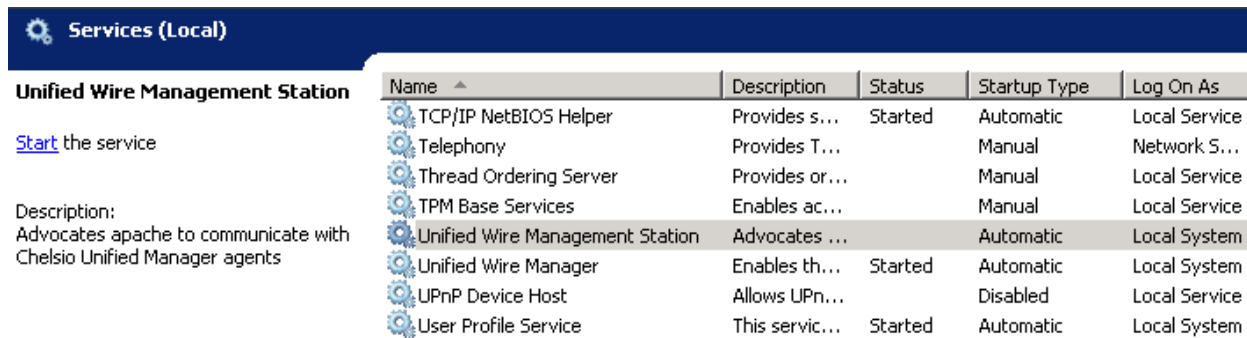 Services (Local)
Unified Wire Management Station
Start the service
Description:
Advocates apache to communicate with
Chelsio Unified Manager agents
Name Description Status Startup Type Log On As
TCP/IP NetBIOS Helper Provides s... Started Automatic Local Service
Telephony Provides T... Manual Network S...
Thread Ordering Server Provides or... Manual Local Service
TPM Base Services Enables ac... Manual Local Service
Unified Wire Management Station Advocates ... Automatic Local System
Unified Wire Manager Enables th... Started Automatic Local System
UPnP Device Host Allows UPn... Disabled Local Service
User Profile Service This servic... Started Automatic Local System